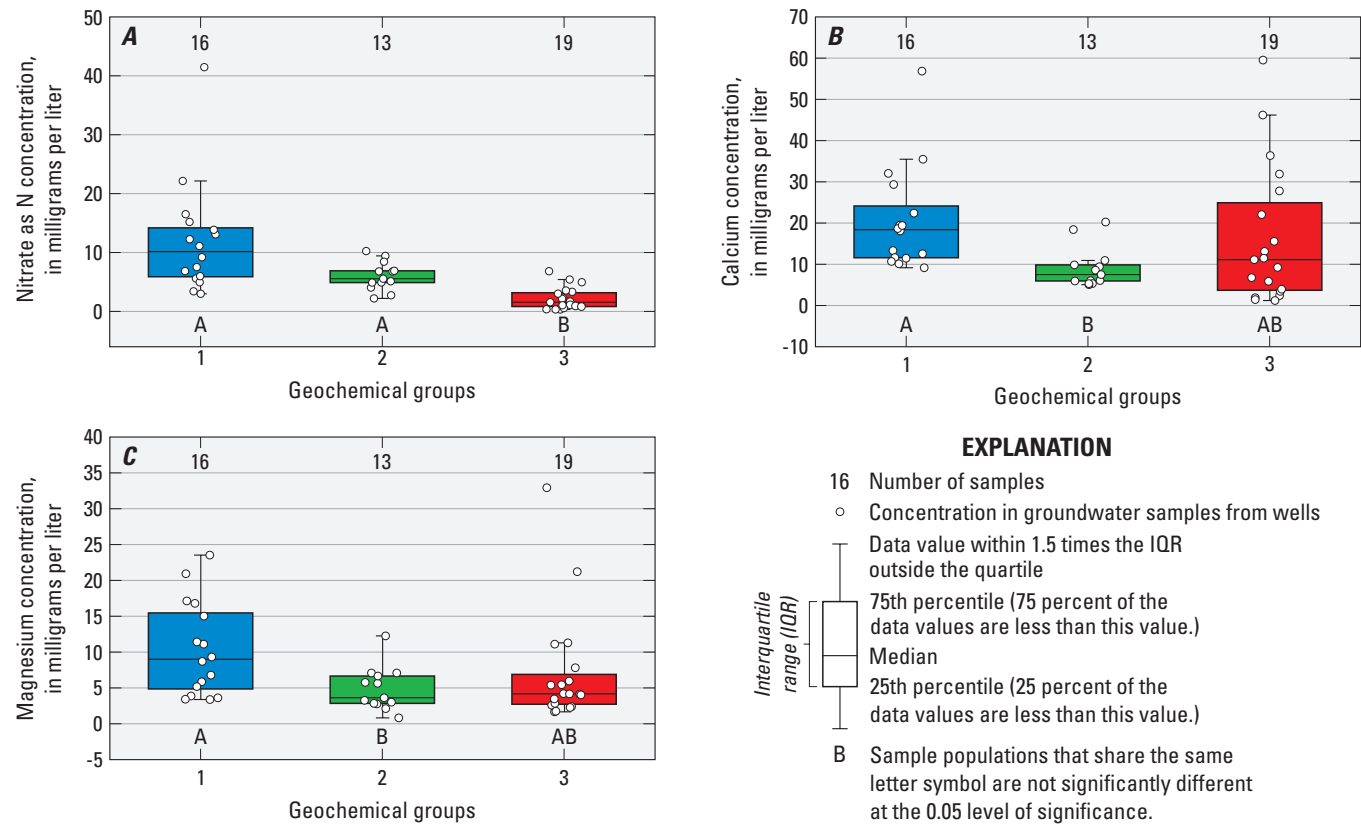 A
16 13 19
50
40
30
20
10
0
Nitrate as N concentration,
in milligrams per liter
A A B
1 2 3
Geochemical groups
B
16 13 19
70
60
50
40
30
20
10
0
-10
Calcium concentration,
in milligrams per liter
A B AB
1 2 3
Geochemical groups
C
16 13 19
40
35
30
25
20
15
10
5
0
-5
Magnesium concentration,
in milligrams per liter
A B AB
1 2 3
Geochemical groups
EXPLANATION
16 Number of samples
Concentration in groundwater samples from wells
Data value within 1.5 times the IQR
outside the quartile
75th percentile (75 percent of the
data values are less than this value.)
Median
25th percentile (25 percent of the
data values are less than this value.)
Interquartile
range (IQR)
B Sample populations that share the same
letter symbol are not significantly different
at the 0.05 level of significance.